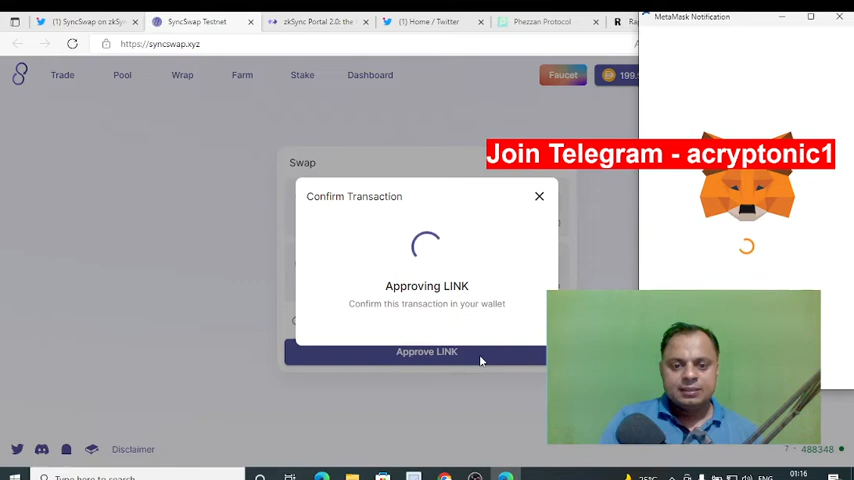 (1) SyncSwap on zkSy
SyncSwap Testnet
zkSync Portal 2.0: the
(1) Home / Twitter
Phezzan Protocol
MetaMask Notification
https://syncswap.xyz
Trade
Pool
Wrap
Farm
Stake
Dashboard
Faucet
Join Telegram - acryptonic1
Swap
Confirm Transaction
Approving LINK
Confirm this transaction in your wallet
Approve LINK
Disclaimer
488348
Type here to search
25°C
ENG
01:16